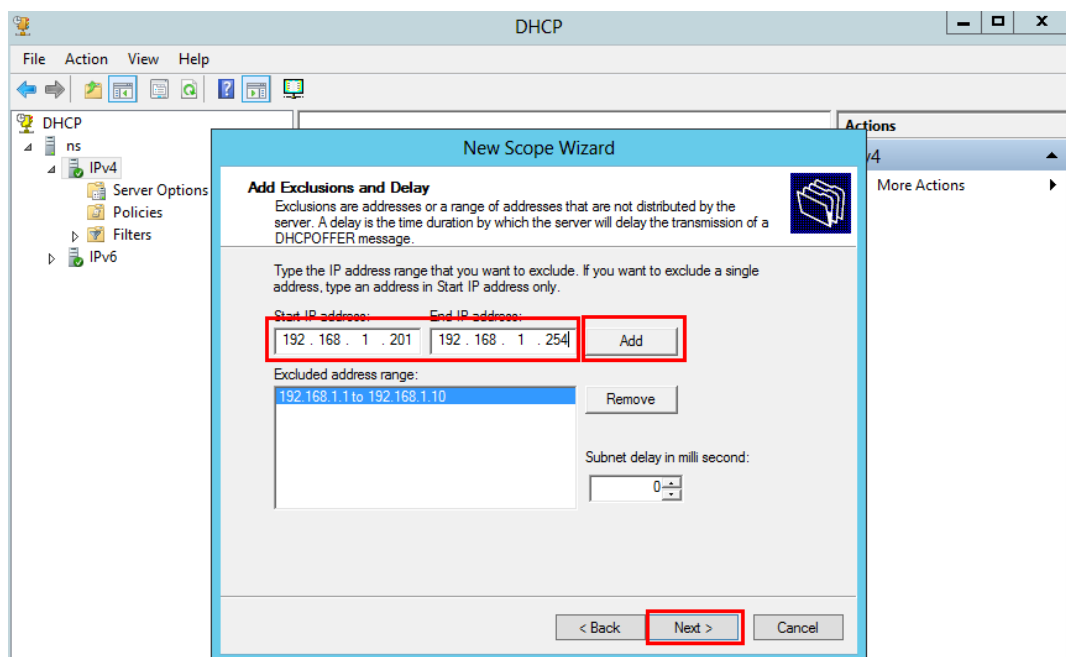 DHCP
File Action View Help
DHCP
ns
IPv4
Server Options
Policies
Filters
IPv6
Actions
v4
More Actions
New Scope Wizard
Add Exclusions and Delay
Exclusions are addresses or a range of addresses that are not distributed by the
server. A delay is the time duration by which the server will delay the transmission of a
DHCPOFFER message.
Type the IP address range that you want to exclude. If you want to exclude a single
address, type an address in Start IP address only.
Start IP address: End IP address:
192 . 168 . 1 . 201 192 . 168 . 1 . 254 Add
Excluded address range:
192.168.1.1 to 192.168.1.10
Remove
Subnet delay in milli second:
0
< Back Next > Cancel